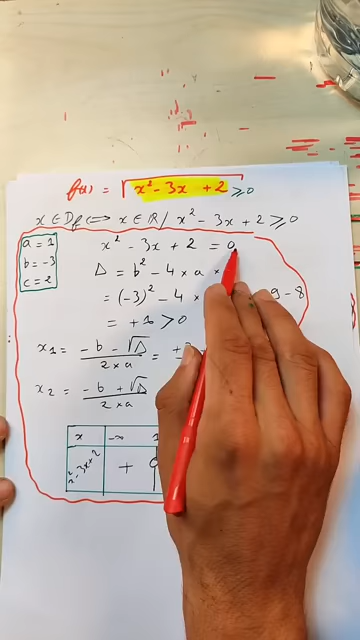 f(x) = √x² - 3x + 2 ≥ 0
x ∈ Df ⟺ x ∈ ℝ / x² - 3x + 2 ≥ 0
a = 1
b = -3
c = 2
x² - 3x + 2 = 0
Δ = b² - 4 × a ×
= (-3)² - 4 × 9 - 8
= +1 > 0
x₁ = -b - √Δ / 2 × a =
x₂ = -b + √Δ / 2 × a
x -∞ 1
x² - 3x + 2 + 0